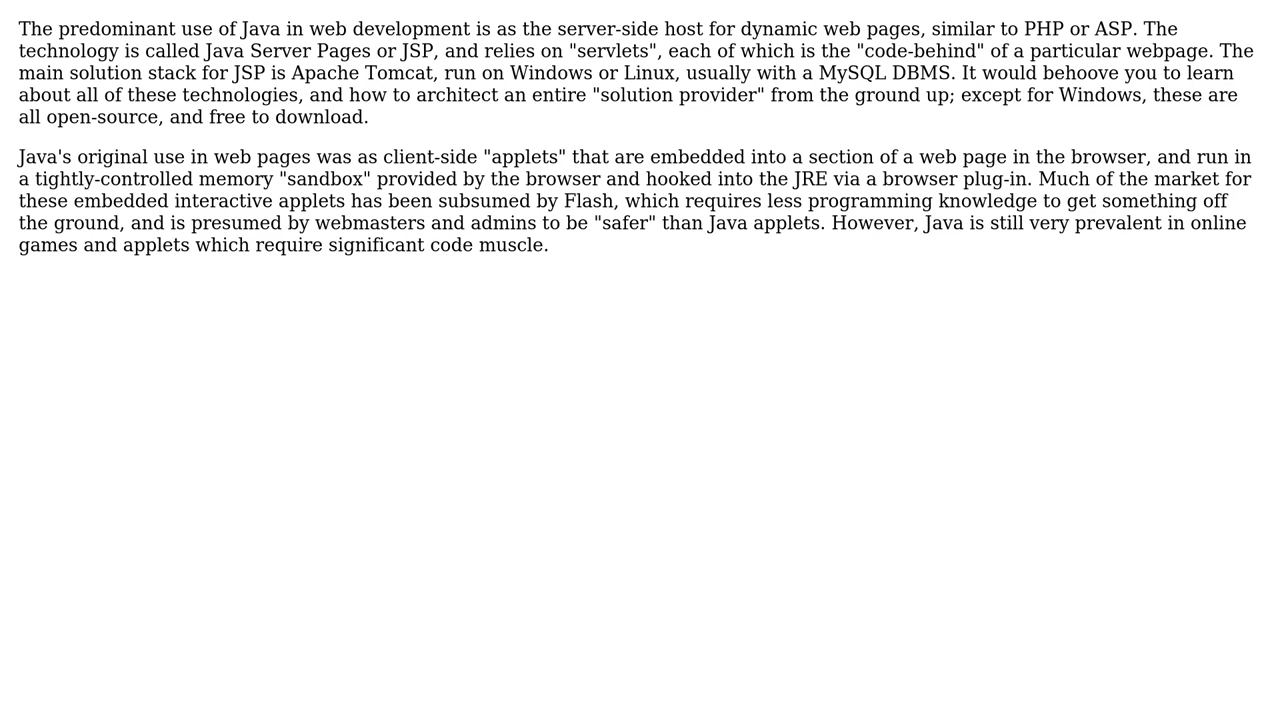 The predominant use of Java in web development is as the server-side host for dynamic web pages, similar to PHP or ASP. The
technology is called Java Server Pages or JSP, and relies on "servlets", each of which is the "code-behind" of a particular webpage. The
main solution stack for JSP is Apache Tomcat, run on Windows or Linux, usually with a MySQL DBMS. It would behoove you to learn
about all of these technologies, and how to architect an entire "solution provider" from the ground up; except for Windows, these are
all open-source, and free to download.
Java's original use in web pages was as client-side "applets" that are embedded into a section of a web page in the browser, and run in
a tightly-controlled memory "sandbox" provided by the browser and hooked into the JRE via a browser plug-in. Much of the market for
these embedded interactive applets has been subsumed by Flash, which requires less programming knowledge to get something off
the ground, and is presumed by webmasters and admins to be "safer" than Java applets. However, Java is still very prevalent in online
games and applets which require significant code muscle.